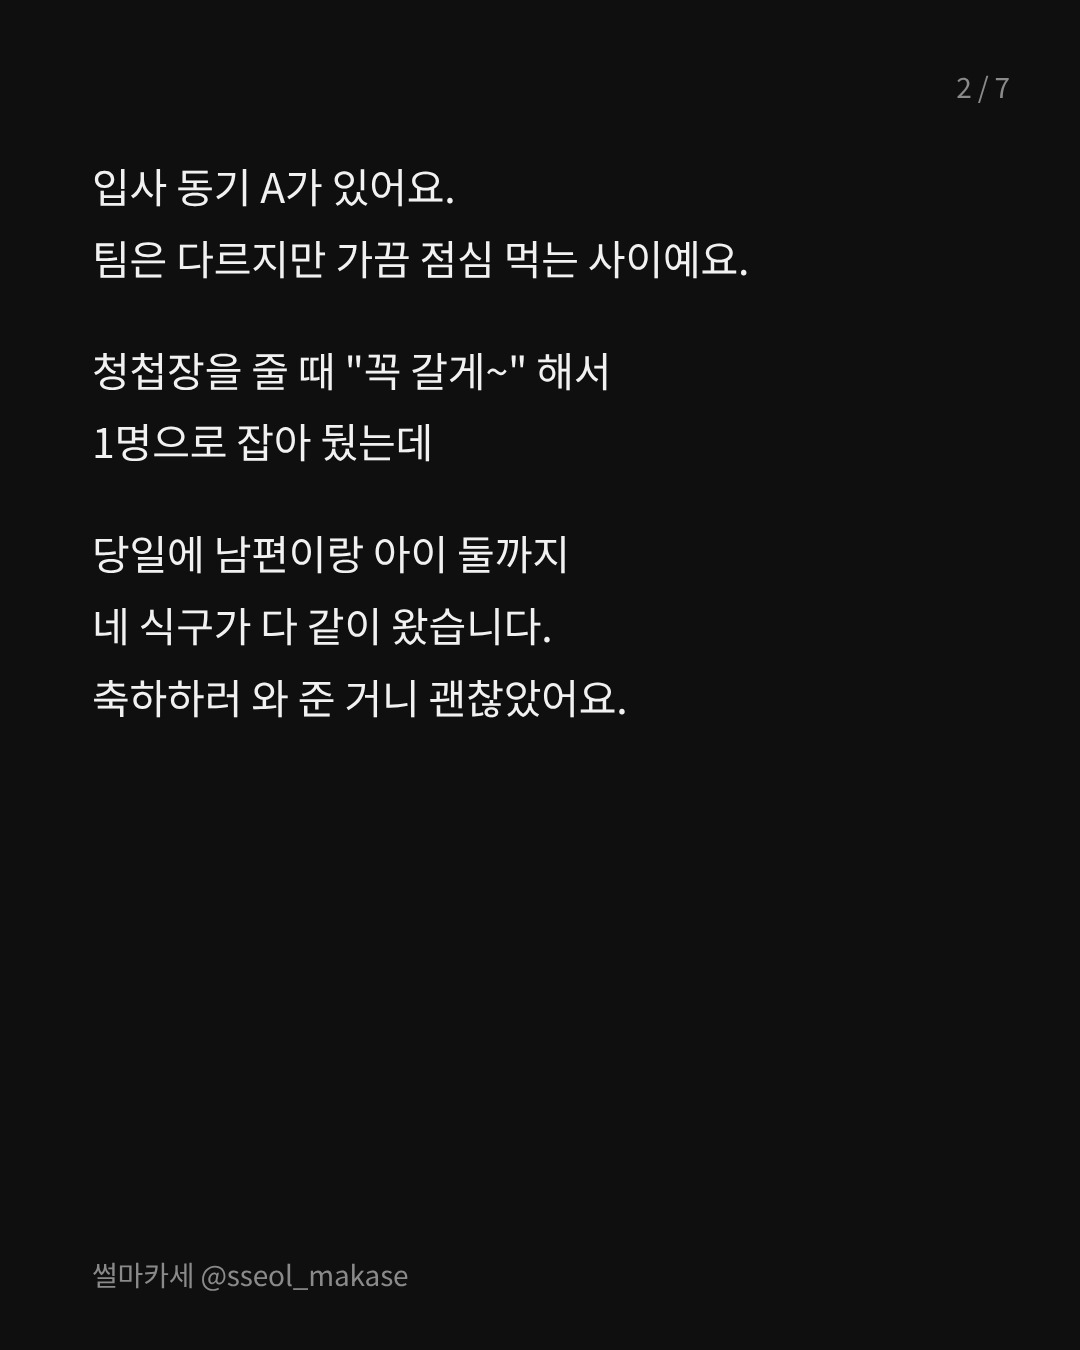 2 / 7
입사 동기 A가 있어요.
팀은 다르지만 가끔 점심 먹는 사이예요.
청첩장을 줄 때 "꼭 갈게~" 해서
1명으로 잡아 뒀는데
당일에 남편이랑 아이 둘까지
네 식구가 다 같이 왔습니다.
축하하러 와 준 거니 괜찮았어요.
썰마카세 @sseol_makase